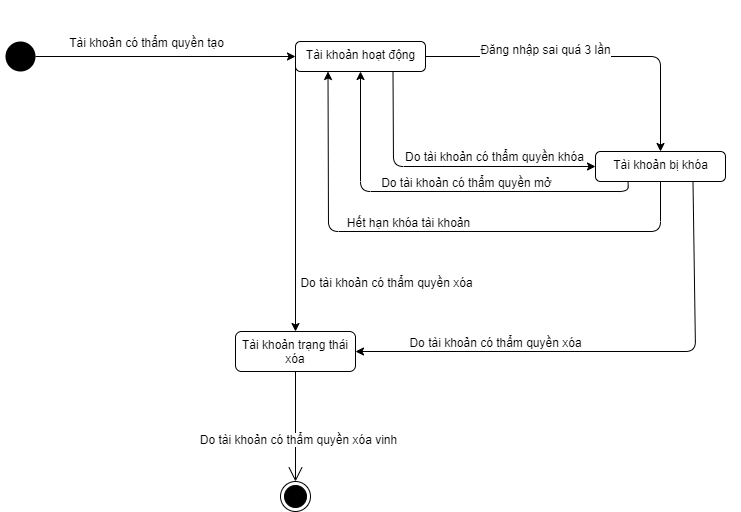 Tài khoản có thẩm quyền tạo
Tài khoản hoạt động
Đăng nhập sai quá 3 lần
Do tài khoản có thẩm quyền khóa
Tài khoản bị khóa
Do tài khoản có thẩm quyền mở
Hết hạn khóa tài khoản
Do tài khoản có thẩm quyền xóa
Tài khoản trạng thái
xóa
Do tài khoản có thẩm quyền xóa
Do tài khoản có thẩm quyền xóa vinh